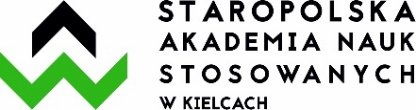 STAROPOLSKA
AKADEMIA NAUK
STOSOWANYCH
W KIELCACH